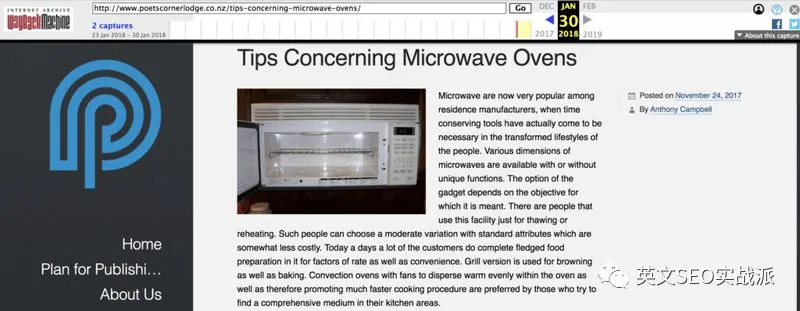 INTERNET ARCHIVE
WayBackMachine
http://www.poetscornerlodge.co.nz/tips-concerning-microwave-ovens/
Go
DEC JAN FEB
2 captures
30
23 Jan 2018 – 30 Jan 2018
2017 2018 2019
About this capture
Tips Concerning Microwave Ovens
Microwave are now very popular among
residence manufacturers, when time
conserving tools have actually come to be
necessary in the transformed lifestyles of
the people. Various dimensions of
microwaves are available with or without
unique functions. The option of the
gadget depends on the objective for
which it is meant. There are people that
use this facility just for thawing or
reheating. Such people can choose a moderate variation with standard attributes which are
somewhat less costly. Today a days a lot of the customers do complete fledged food
preparation in it for factors of rate as well as convenience. Grill version is used for browning
as well as baking. Convection ovens with fans to disperse warm evenly within the oven as
well as therefore promoting much faster cooking procedure are preferred by those who try to
find a comprehensive medium in their kitchen areas.
Posted on November 24, 2017
By Anthony Campbell
Home
Plan for Publishi...
About Us
英文SEO实战派